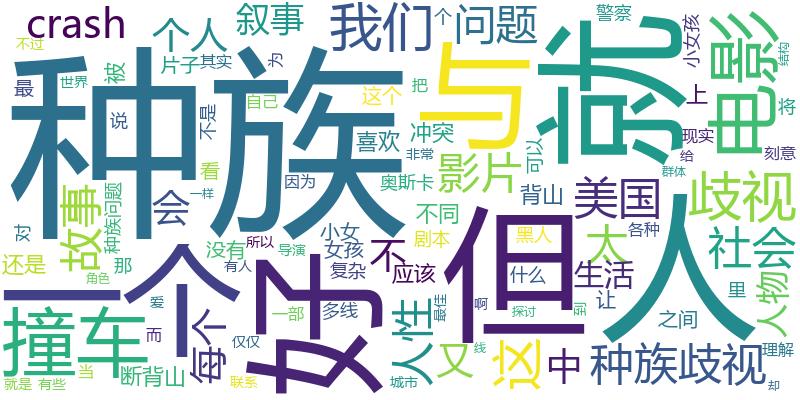 crash
个人
叙事
我们
个
问题
警察
小女孩
电影
不过
最
世界
片子
其实
为
被
说
不是
自己
这个
把
看
因为
喜欢
冲突
非常
奥斯卡
影片
可以
背山
美国
上
现实
给
群体
将
刻意
结构
歧视
种族
与
就
故事
种族问题
会
对
还是
那
没有
一样
所以
导演
有人
小女
女孩
复杂
不
应该
不同
剧本
黑人
什么
太
生活
让
各种
社会
里
人物
之间
理解
却
一个
好
但
人
撞车
角色
爱
而
每个
断背山
当
就是
有些
一部
仅仅
联系
多线
人性
城市
最佳
又
啊
线
这
探讨
到
中
种族歧视